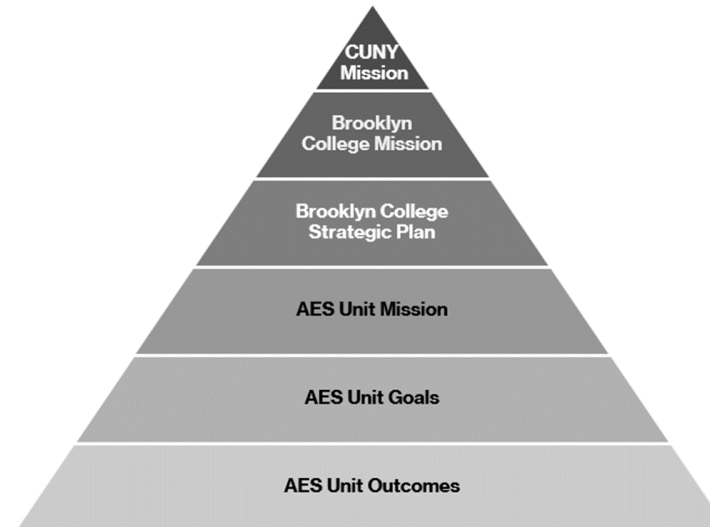 CUNY
Mission
Brooklyn
College Mission
Brooklyn College
Strategic Plan
AES Unit Mission
AES Unit Goals
AES Unit Outcomes